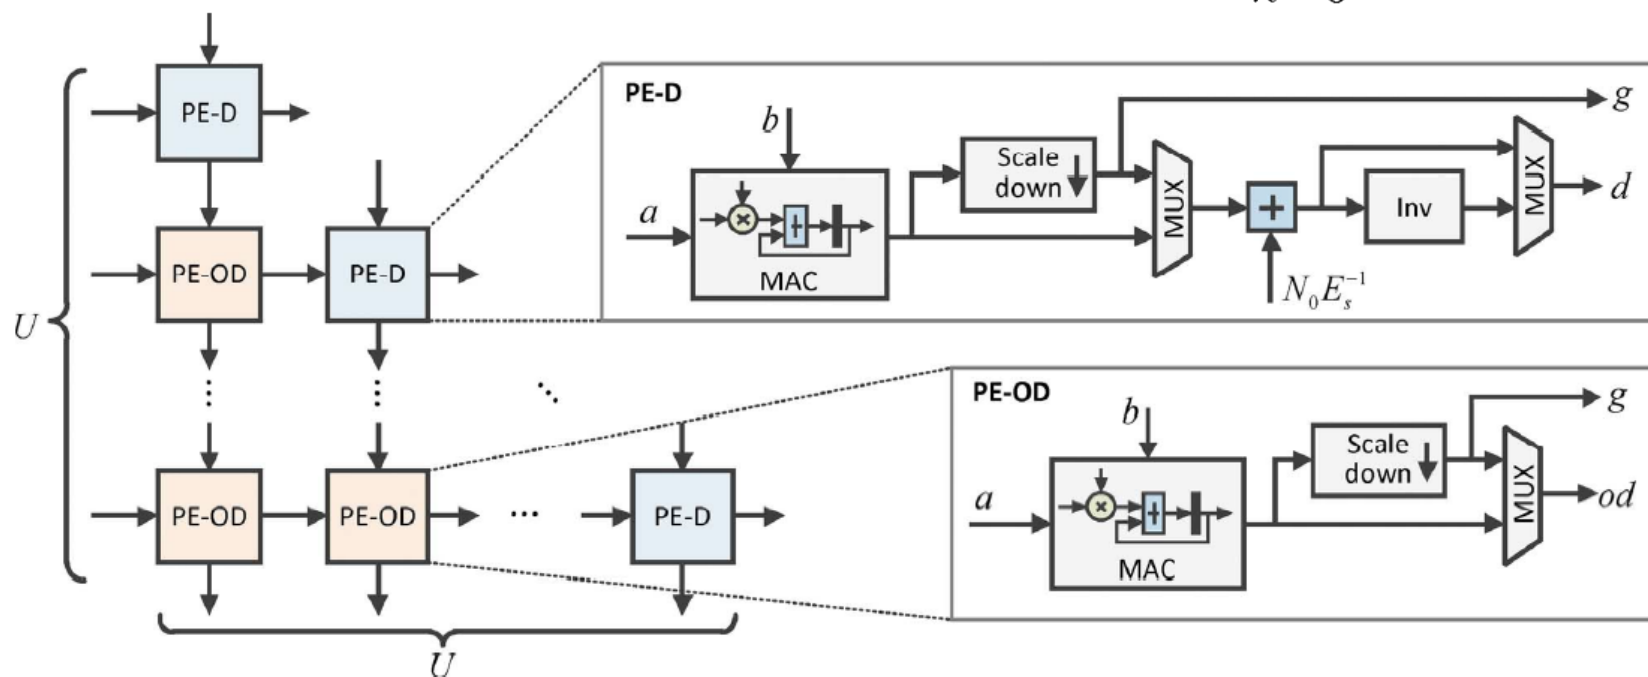 PE-D
PE-OD PE-D
⋮ ⋮ ⋱
PE-OD PE-OD ... PE-D
U
U
PE-D
b
a
MAC
× +
Scale
down ↓
MUX
+
N₀Eₛ⁻¹
Inv
MUX
g
d
PE-OD
b
a
MAC
× +
Scale
down ↓
MUX
g
od